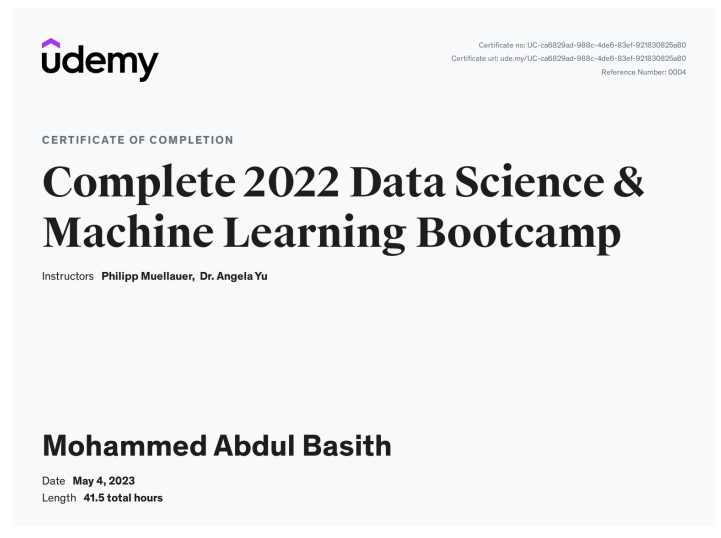 udemy
Certificate no: UC-ca6829ad-988c-4de6-83ef-921830825a80
Certificate url: ude.my/UC-ca6829ad-988c-4de6-83ef-921830825a80
Reference Number: 0004
CERTIFICATE OF COMPLETION
Complete 2022 Data Science &
Machine Learning Bootcamp
Instructors Philipp Muellauer, Dr. Angela Yu
Mohammed Abdul Basith
Date May 4, 2023
Length 41.5 total hours